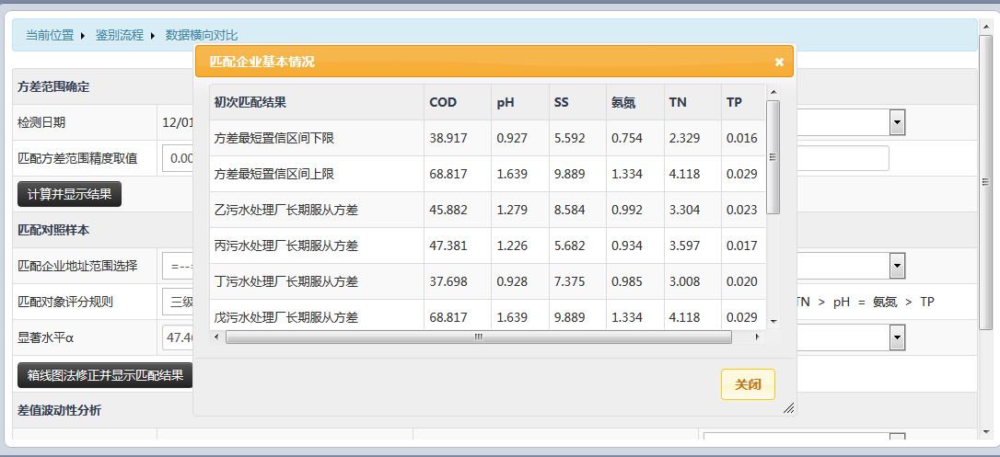 当前位置 鉴别流程 数据横向对比
匹配企业基本情况
方差范围确定
检测日期 12/01
匹配方差范围精度取值 0.00
计算并显示结果
匹配对照样本
匹配企业地址范围选择 =--=
匹配对象评分规则 三级 TN > pH = 氨氮 > TP
显著水平α 47.46
箱线图法修正并显示匹配结果
差值波动性分析
初次匹配结果 COD pH SS 氨氮 TN TP
方差最短置信区间下限 38.917 0.927 5.592 0.754 2.329 0.016
方差最短置信区间上限 68.817 1.639 9.889 1.334 4.118 0.029
乙污水处理厂长期服从方差 45.882 1.279 8.584 0.992 3.304 0.023
丙污水处理厂长期服从方差 47.381 1.226 5.682 0.934 3.597 0.017
丁污水处理厂长期服从方差 37.698 0.928 7.375 0.985 3.008 0.020
戊污水处理厂长期服从方差 68.817 1.639 9.889 1.334 4.118 0.029
关闭